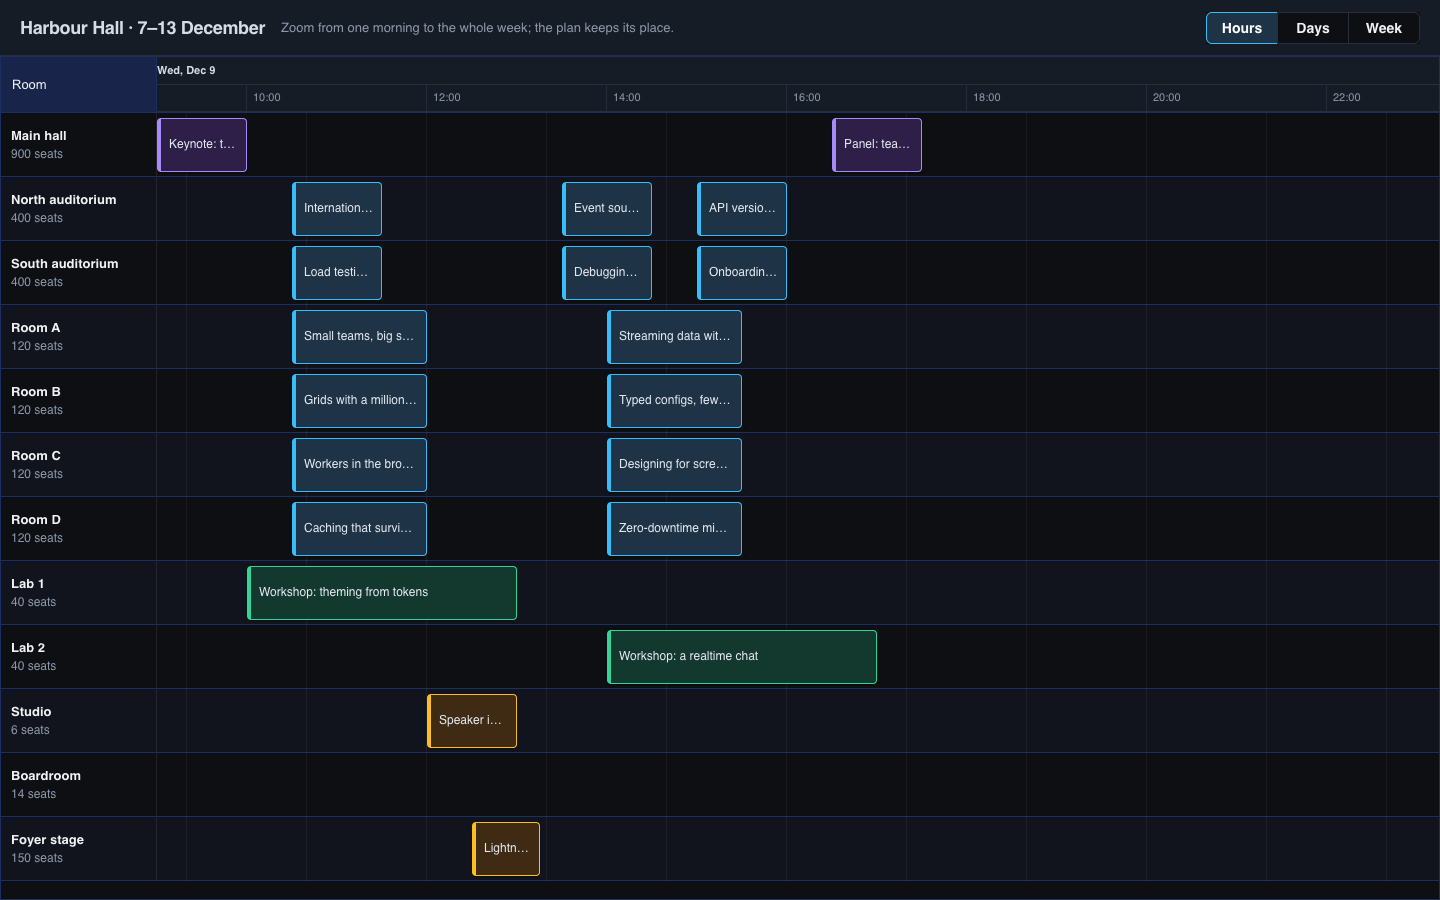 Harbour Hall · 7–13 December
Zoom from one morning to the whole week; the plan keeps its place.
Hours
Days
Week
Room
Wed, Dec 9
10:00
12:00
14:00
16:00
18:00
20:00
22:00
Main hall
900 seats
Keynote: t…
Panel: tea…
North auditorium
400 seats
Internation…
Event sou…
API versio…
South auditorium
400 seats
Load testi…
Debuggin…
Onboardin…
Room A
120 seats
Small teams, big s…
Streaming data wit…
Room B
120 seats
Grids with a million…
Typed configs, few…
Room C
120 seats
Workers in the bro…
Designing for scre…
Room D
120 seats
Caching that survi…
Zero-downtime mi…
Lab 1
40 seats
Workshop: theming from tokens
Lab 2
40 seats
Workshop: a realtime chat
Studio
6 seats
Speaker i…
Boardroom
14 seats
Foyer stage
150 seats
Lightn…